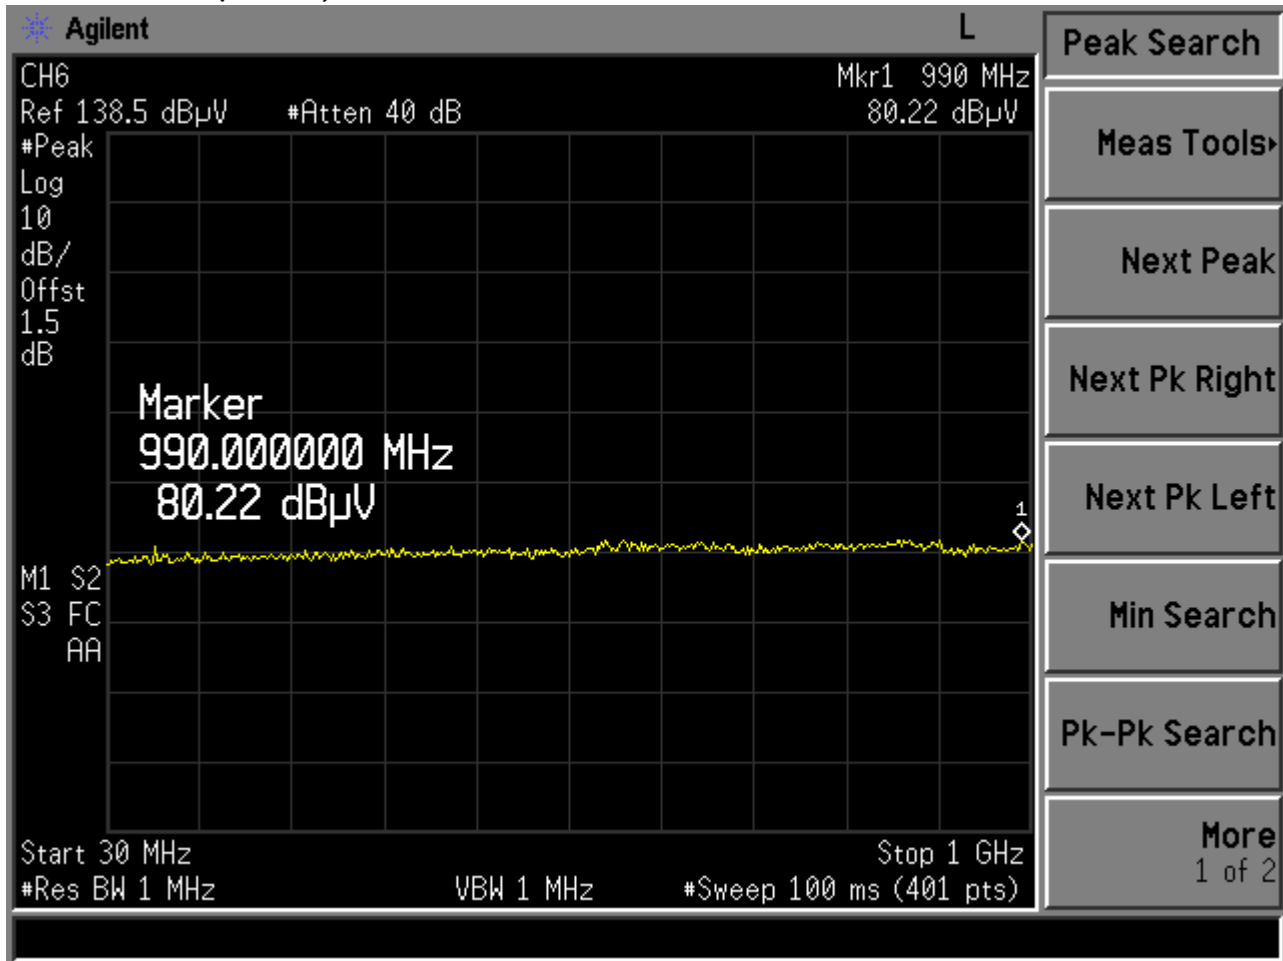 Agilent
L
Peak Search
CH6
Mkr1 990 MHz
Ref 138.5 dBµV #Atten 40 dB
80.22 dBµV
#Peak
Log
10
dB/
Offst
1.5
dB
Marker
990.000000 MHz
80.22 dBµV
1
M1 S2
S3 FC
AA
Start 30 MHz
Stop 1 GHz
#Res BW 1 MHz
VBW 1 MHz
#Sweep 100 ms (401 pts)
Meas Tools
Next Peak
Next Pk Right
Next Pk Left
Min Search
Pk-Pk Search
More
1 of 2